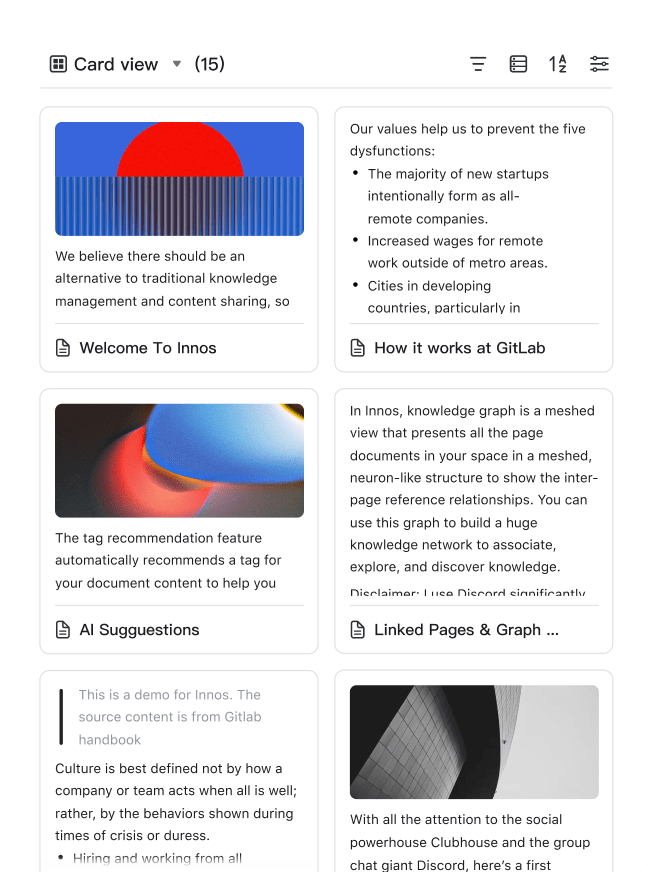 Card view (15)
We believe there should be an
alternative to traditional knowledge
management and content sharing, so
Welcome To Innos
Our values help us to prevent the five
dysfunctions:
• The majority of new startups
intentionally form as all-
remote companies.
• Increased wages for remote
work outside of metro areas.
• Cities in developing
countries, particularly in
How it works at GitLab
The tag recommendation feature
automatically recommends a tag for
your document content to help you
AI Sugguestions
In Innos, knowledge graph is a meshed
view that presents all the page
documents in your space in a meshed,
neuron-like structure to show the inter-
page reference relationships. You can
use this graph to build a huge
knowledge network to associate,
explore, and discover knowledge.
Disclaimer: I use Discord significantly
Linked Pages & Graph ...
This is a demo for Innos. The
source content is from Gitlab
handbook
Culture is best defined not by how a
company or team acts when all is well;
rather, by the behaviors shown during
times of crisis or duress.
• Hiring and working from all
With all the attention to the social
powerhouse Clubhouse and the group
chat giant Discord, here's a first